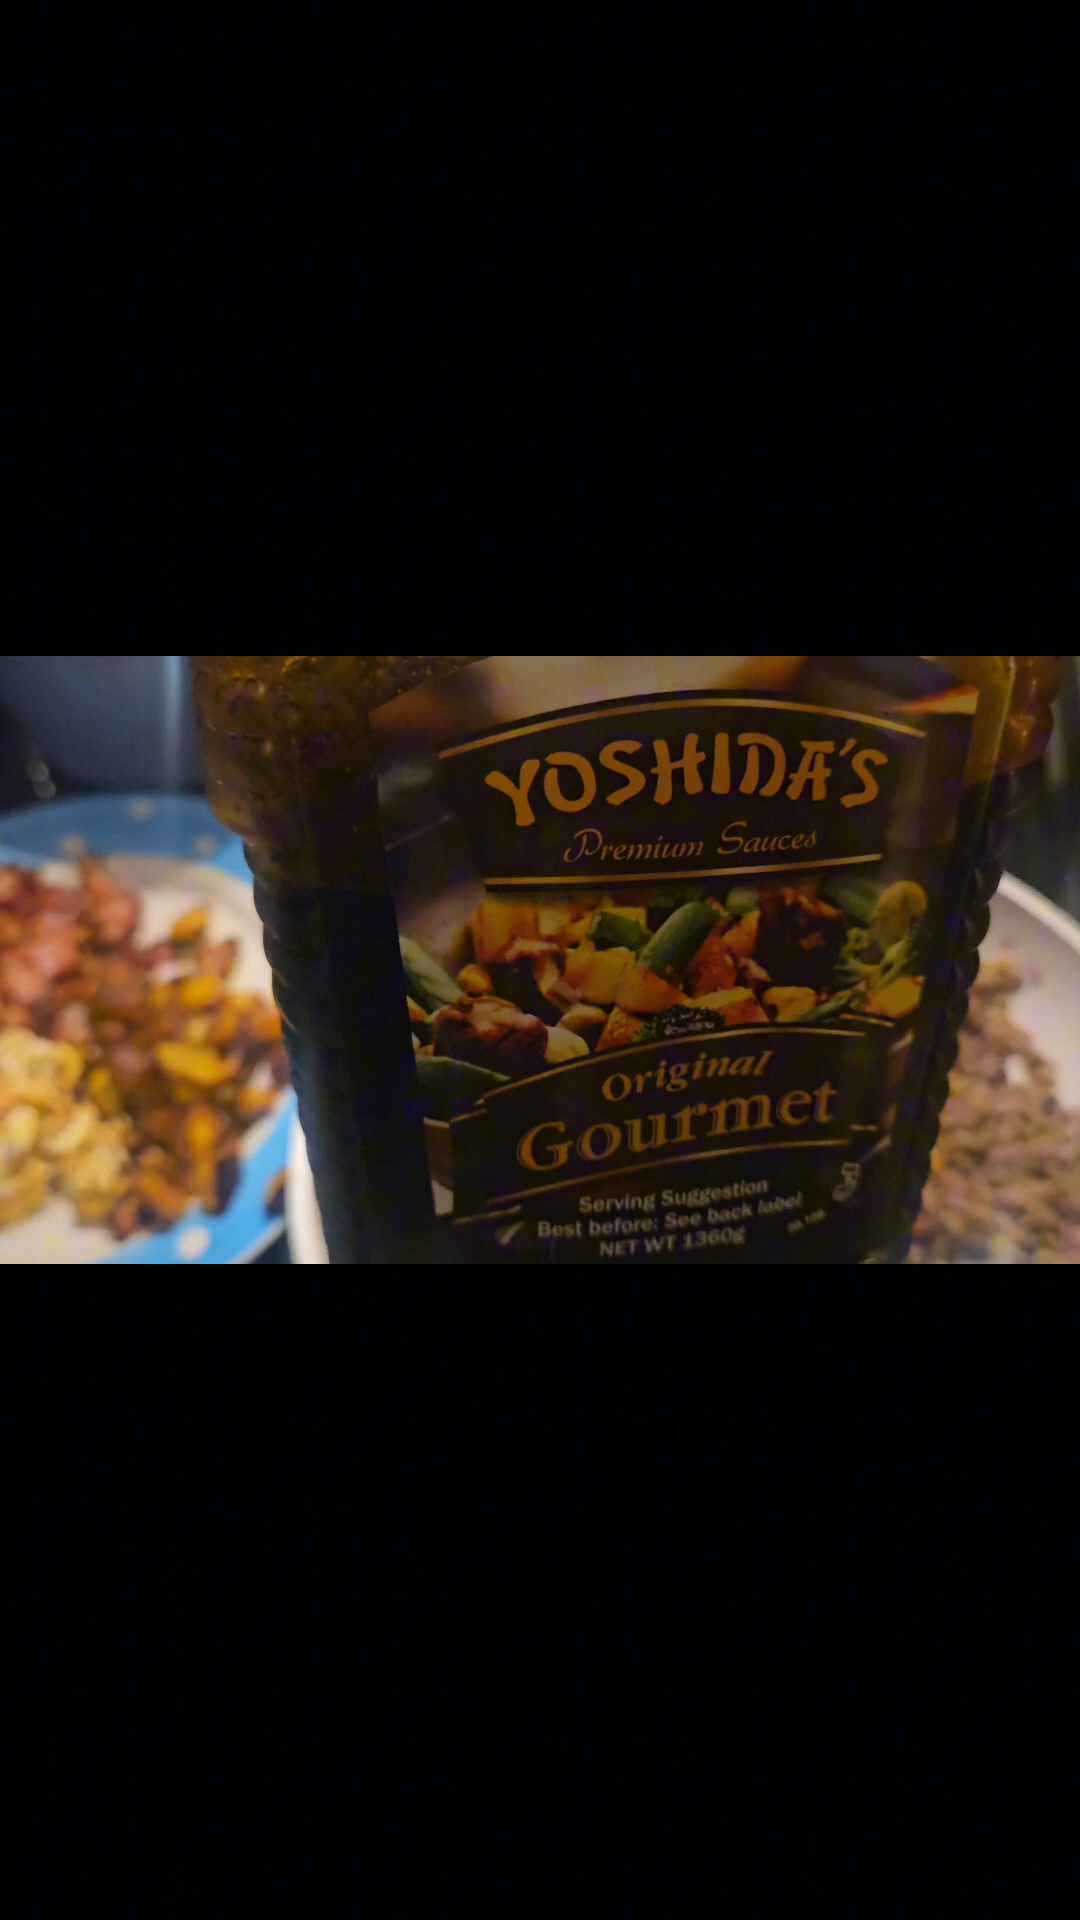 YOSHIDA'S
Premium Sauces
Original
Gourmet
Serving Suggestion
Best before: See back label
NET WT 1360g